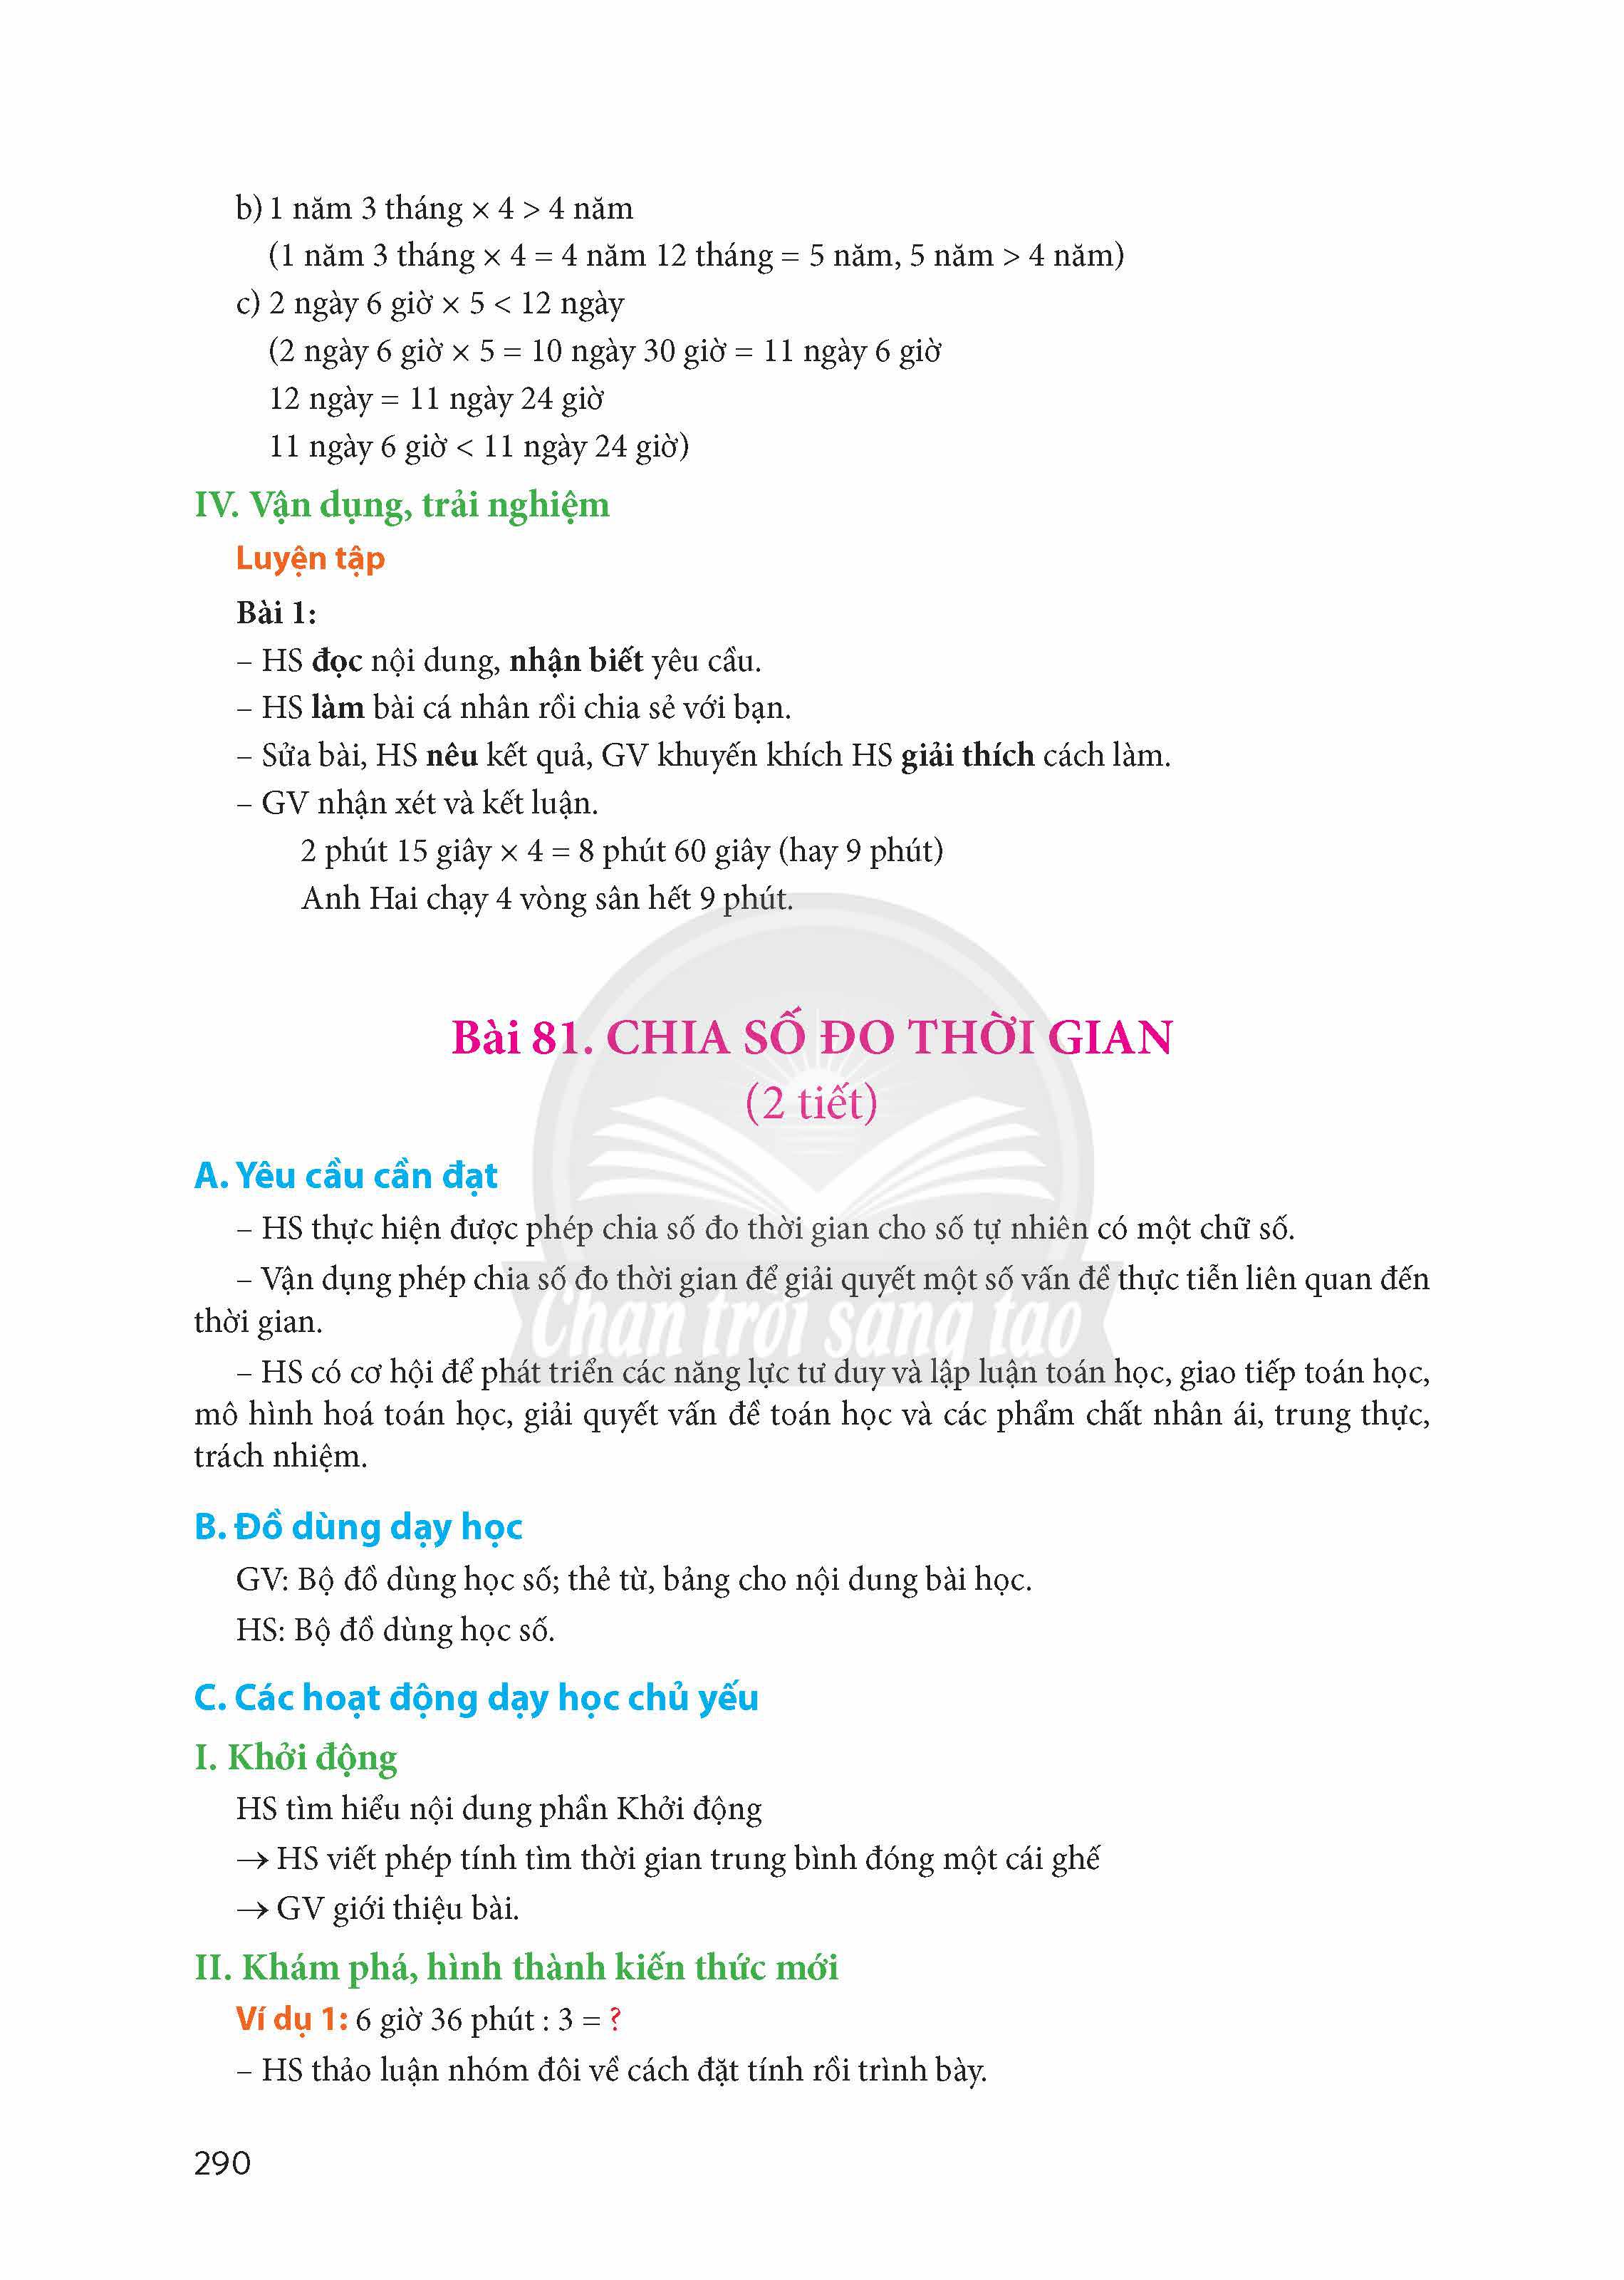 b) 1 năm 3 tháng × 4 > 4 năm
(1 năm 3 tháng × 4 = 4 năm 12 tháng = 5 năm, 5 năm > 4 năm)
c) 2 ngày 6 giờ × 5 < 12 ngày
(2 ngày 6 giờ × 5 = 10 ngày 30 giờ = 11 ngày 6 giờ
12 ngày = 11 ngày 24 giờ
11 ngày 6 giờ < 11 ngày 24 giờ)
IV. Vận dụng, trải nghiệm
Luyện tập
Bài 1:
– HS đọc nội dung, nhận biết yêu cầu.
– HS làm bài cá nhân rồi chia sẻ với bạn.
– Sửa bài, HS nêu kết quả, GV khuyến khích HS giải thích cách làm.
– GV nhận xét và kết luận.
2 phút 15 giây × 4 = 8 phút 60 giây (hay 9 phút)
Anh Hai chạy 4 vòng sân hết 9 phút.
Bài 81. CHIA SỐ ĐO THỜI GIAN
(2 tiết)
A. Yêu cầu cần đạt
– HS thực hiện được phép chia số đo thời gian cho số tự nhiên có một chữ số.
– Vận dụng phép chia số đo thời gian để giải quyết một số vấn đề thực tiễn liên quan đến
thời gian.
Chân trời sáng tạo
– HS có cơ hội để phát triển các năng lực tư duy và lập luận toán học, giao tiếp toán học,
mô hình hoá toán học, giải quyết vấn đề toán học và các phẩm chất nhân ái, trung thực,
trách nhiệm.
B. Đồ dùng dạy học
GV: Bộ đồ dùng học số; thẻ từ, bảng cho nội dung bài học.
HS: Bộ đồ dùng học số.
C. Các hoạt động dạy học chủ yếu
I. Khởi động
HS tìm hiểu nội dung phần Khởi động
→ HS viết phép tính tìm thời gian trung bình đóng một cái ghế
→ GV giới thiệu bài.
II. Khám phá, hình thành kiến thức mới
Ví dụ 1: 6 giờ 36 phút : 3 = ?
– HS thảo luận nhóm đôi về cách đặt tính rồi trình bày.
290